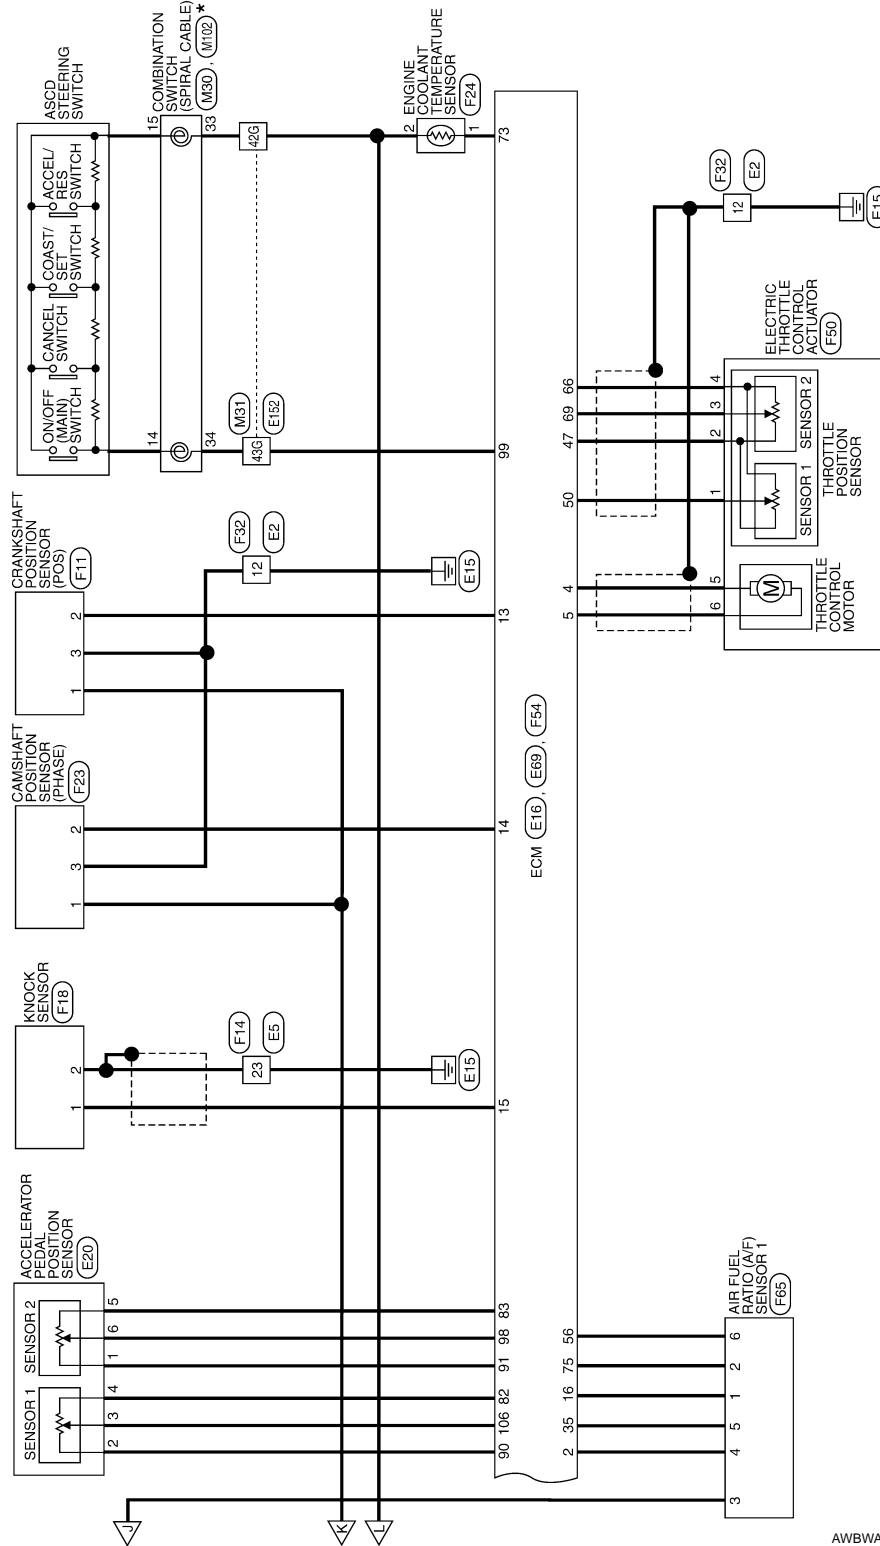 ACCELERATOR
PEDAL
POSITION
SENSOR
E20
SENSOR 1
SENSOR 2
2
3
4
1
6
5
KNOCK
SENSOR
F18
1
2
CAMSHAFT
POSITION
SENSOR
(PHASE)
F23
1
3
2
CRANKSHAFT
POSITION
SENSOR
(POS)
F11
1
3
2
ASCD
STEERING
SWITCH
ON/OFF
(MAIN)
SWITCH
CANCEL
SWITCH
COAST/
SET
SWITCH
ACCEL/
RES
SWITCH
14
15
COMBINATION
SWITCH
(SPIRAL CABLE)
M30 , M102 *
34
33
F14
E5
23
E15
F32
E2
12
E15
M31
E152
43G
42G
ENGINE
COOLANT
TEMPERATURE
SENSOR
F24
2
1
J
K
L
90
106
82
91
98
83
15
14
13
99
73
ECM E16 , E69 , F54
2
35
16
75
56
5
4
50
47
69
66
AIR FUEL
RATIO (A/F)
SENSOR 1
F65
3
4
5
1
2
6
6
5
1
2
3
4
THROTTLE
CONTROL
MOTOR
M
SENSOR 1
SENSOR 2
THROTTLE
POSITION
SENSOR
ELECTRIC
THROTTLE
CONTROL
ACTUATOR
F50
F32
E2
12
E15
AWBWA